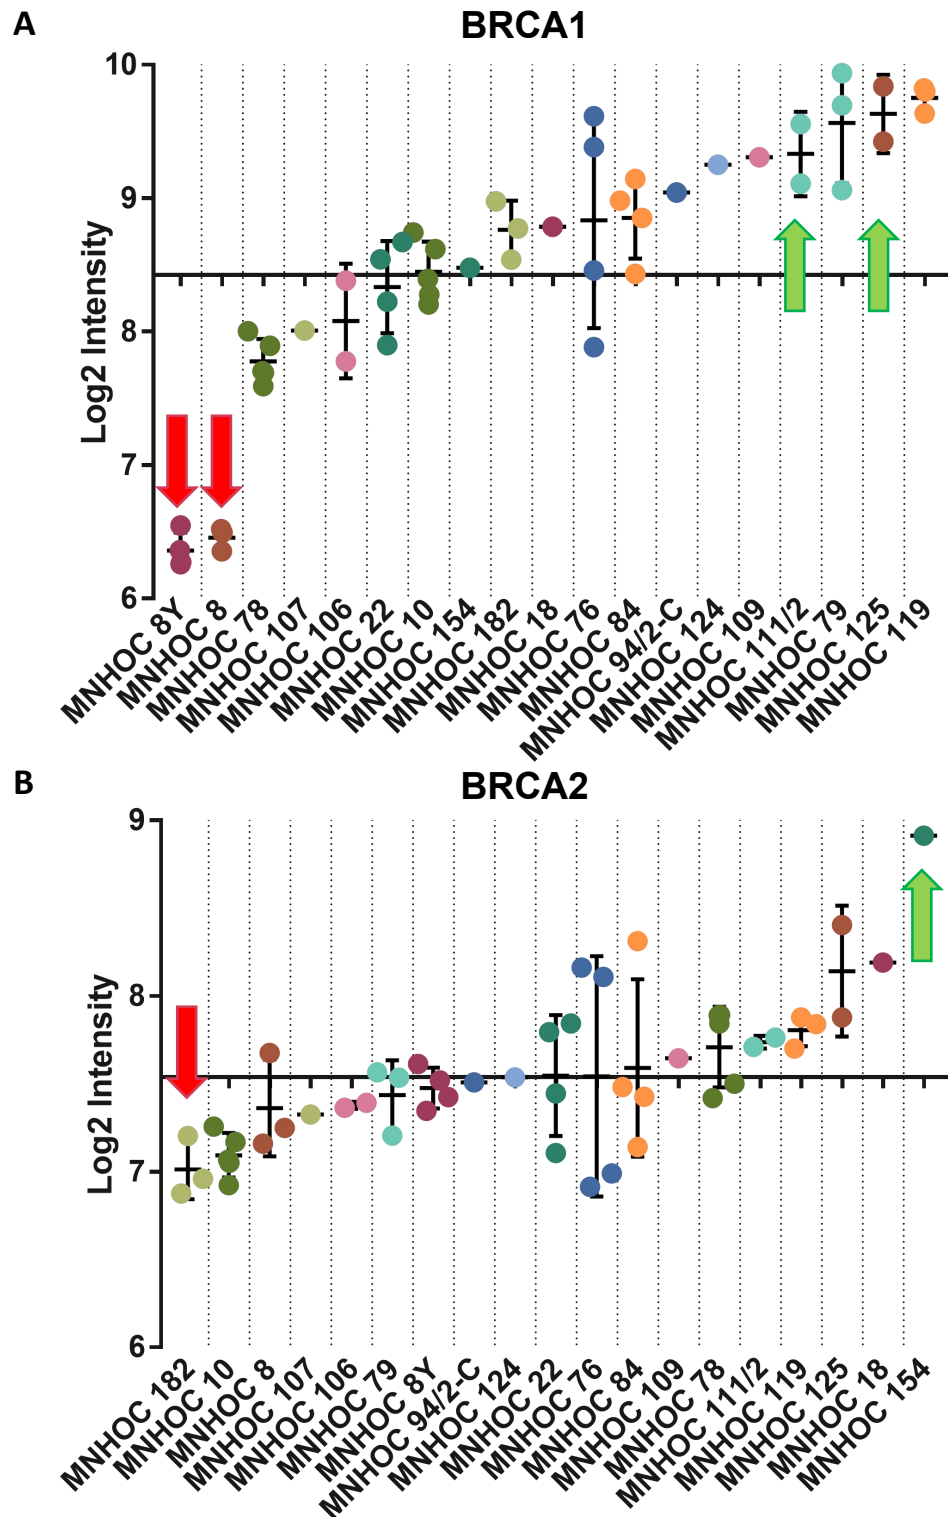 A
BRCA1
Log2 Intensity
10
9
8
7
6
MNHOC 8Y
MNHOC 8
MNHOC 78
MNHOC 107
MNHOC 106
MNHOC 22
MNHOC 10
MNHOC 154
MNHOC 182
MNHOC 18
MNHOC 76
MNHOC 84
MNHOC 94/2-C
MNHOC 124
MNHOC 109
MNHOC 111/2
MNHOC 79
MNHOC 125
MNHOC 119
B
BRCA2
Log2 Intensity
9
8
7
6
MNHOC 182
MNHOC 10
MNHOC 8
MNHOC 107
MNHOC 106
MNHOC 79
MNHOC 8Y
MNHOC 94/2-C
MNHOC 124
MNHOC 22
MNHOC 76
MNHOC 84
MNHOC 109
MNHOC 78
MNHOC 111/2
MNHOC 119
MNHOC 125
MNHOC 18
MNHOC 154